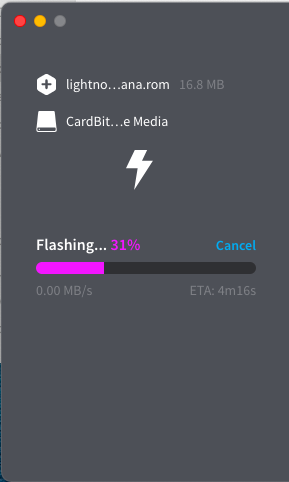 lightno...ana.rom 16.8 MB
CardBit...e Media
Flashing... 31% Cancel
0.00 MB/s ETA: 4m16s